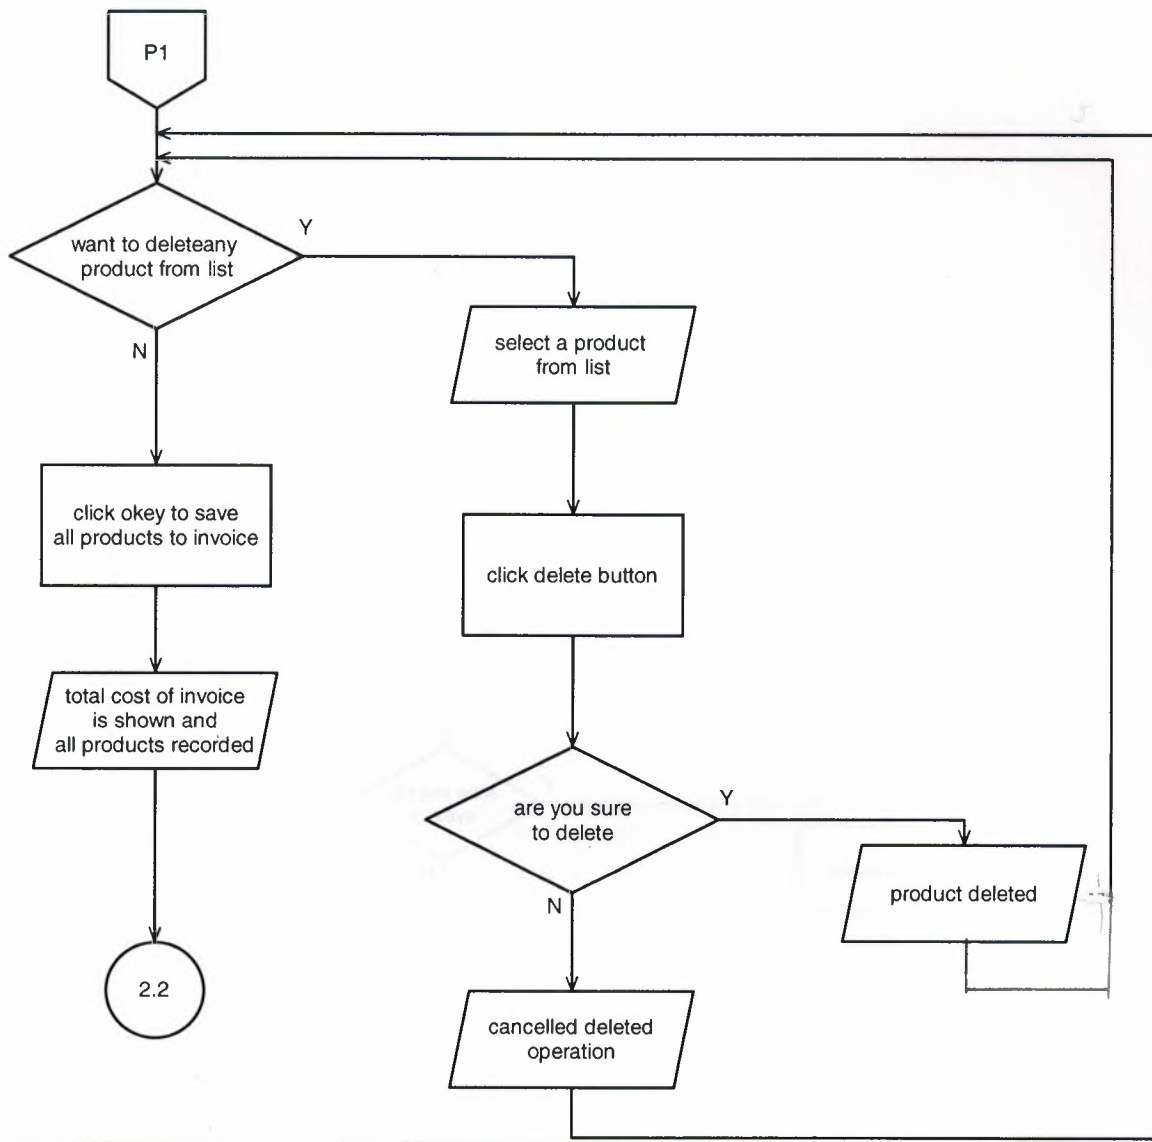 P1
want to deleteany
product from list
Y
N
select a product
from list
click okey to save
all products to invoice
click delete button
total cost of invoice
is shown and
all products recorded
are you sure
to delete
Y
N
product deleted
2.2
cancelled deleted
operation